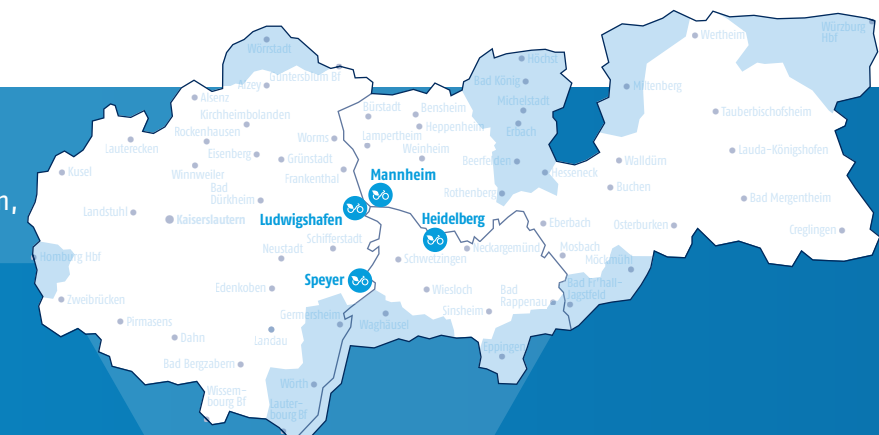 Wörrstadt
Guntersblum Bf
Alzey
Alsenz
Kirchheimbolanden
Rockenhausen
Lauterecken
Eisenberg
Worms
Grünstadt
Kusel
Winnweiler
Frankenthal
Bad
Dürkheim
Landstuhl
Kaiserslautern
Ludwigshafen
Mannheim
Heidelberg
Schifferstadt
Neustadt
Homburg Hbf
Speyer
Edenkoben
Zweibrücken
Germersheim
Pirmasens
Dahn
Landau
Bad Bergzabern
Wörth
Wissem–
bourg Bf
Lauter–
bourg Bf
Bürstadt
Bensheim
Heppenheim
Lampertheim
Weinheim
Höchst
Bad König
Michelstadt
Erbach
Beerfelden
Hesseneck
Rothenberg
Eberbach
Neckargemünd
Schwetzingen
Wiesloch
Sinsheim
Bad
Rappenau
Waghäusel
Eppingen
Mosbach
Möckmühl
Bad Fr'hall–
Jagstfeld
Osterburken
Buchen
Walldürn
Miltenberg
Wertheim
Würzburg
Hbf
Tauberbischofsheim
Lauda–Königshofen
Bad Mergentheim
Creglingen